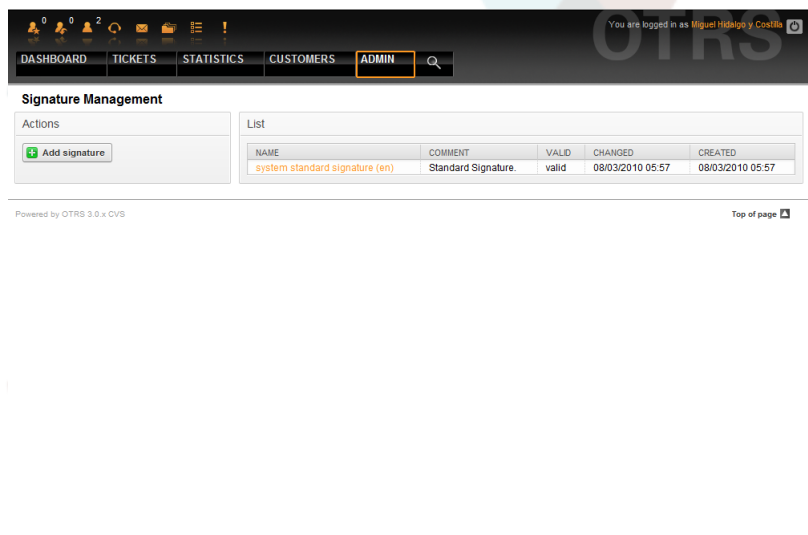 0 0 2
You are logged in as Miguel Hidalgo y Costilla
OTRS
DASHBOARD TICKETS STATISTICS CUSTOMERS ADMIN
Signature Management
Actions
Add signature
List
NAME COMMENT VALID CHANGED CREATED
system standard signature (en) Standard Signature. valid 08/03/2010 05:57 08/03/2010 05:57
Powered by OTRS 3.0.x CVS
Top of page